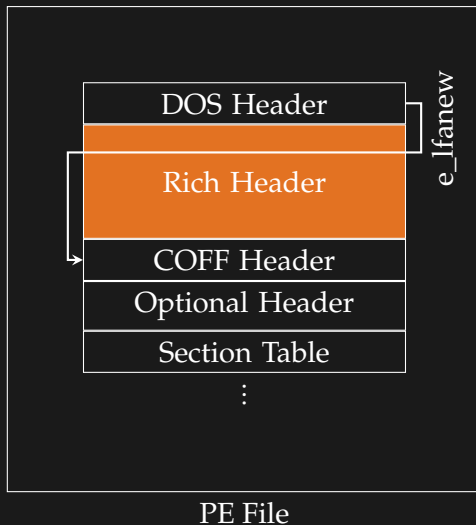 DOS Header
e_lfanew
Rich Header
COFF Header
Optional Header
Section Table
⋮
PE File